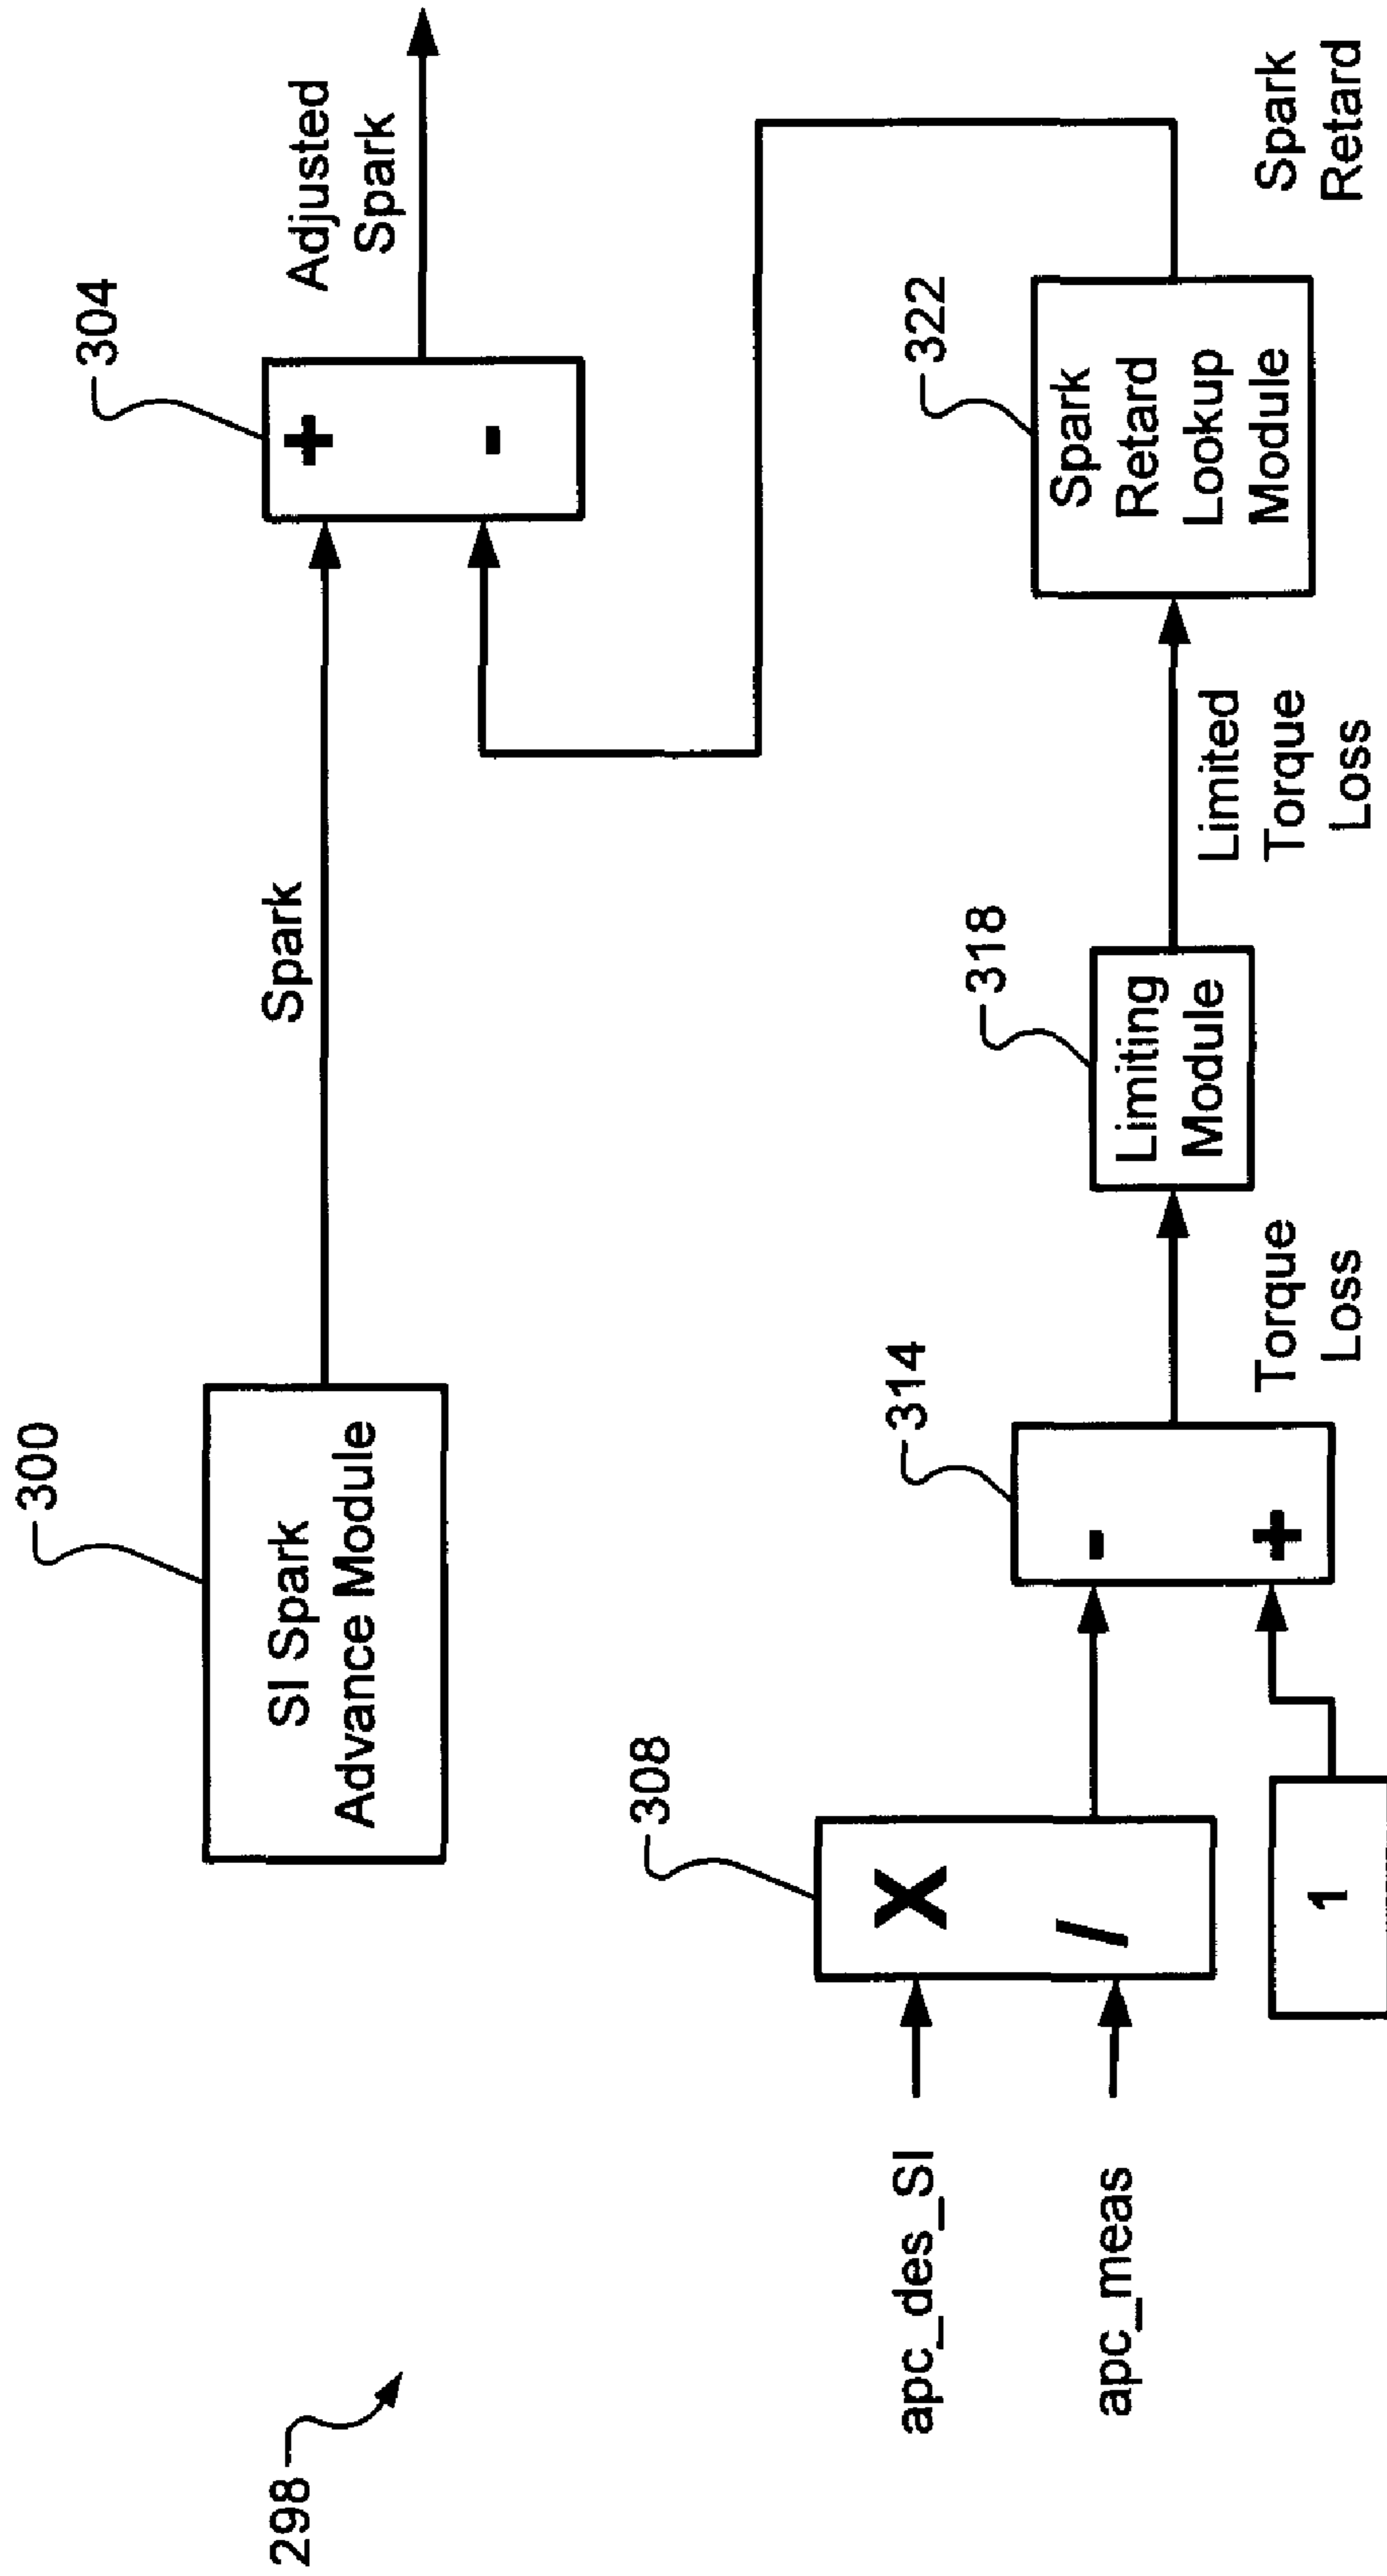 298
300
SI Spark
Advance Module
Spark
304
+
-
Adjusted
Spark
apc_des_SI
apc_meas
308
X
/
1
314
-
+
Torque
Loss
318
Limiting
Module
Limited
Torque
Loss
322
Spark
Retard
Lookup
Module
Spark
Retard